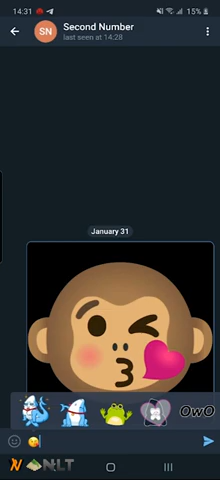 14:31
15%
SN
Second Number
last seen at 14:28
January 31
OwO
NLT